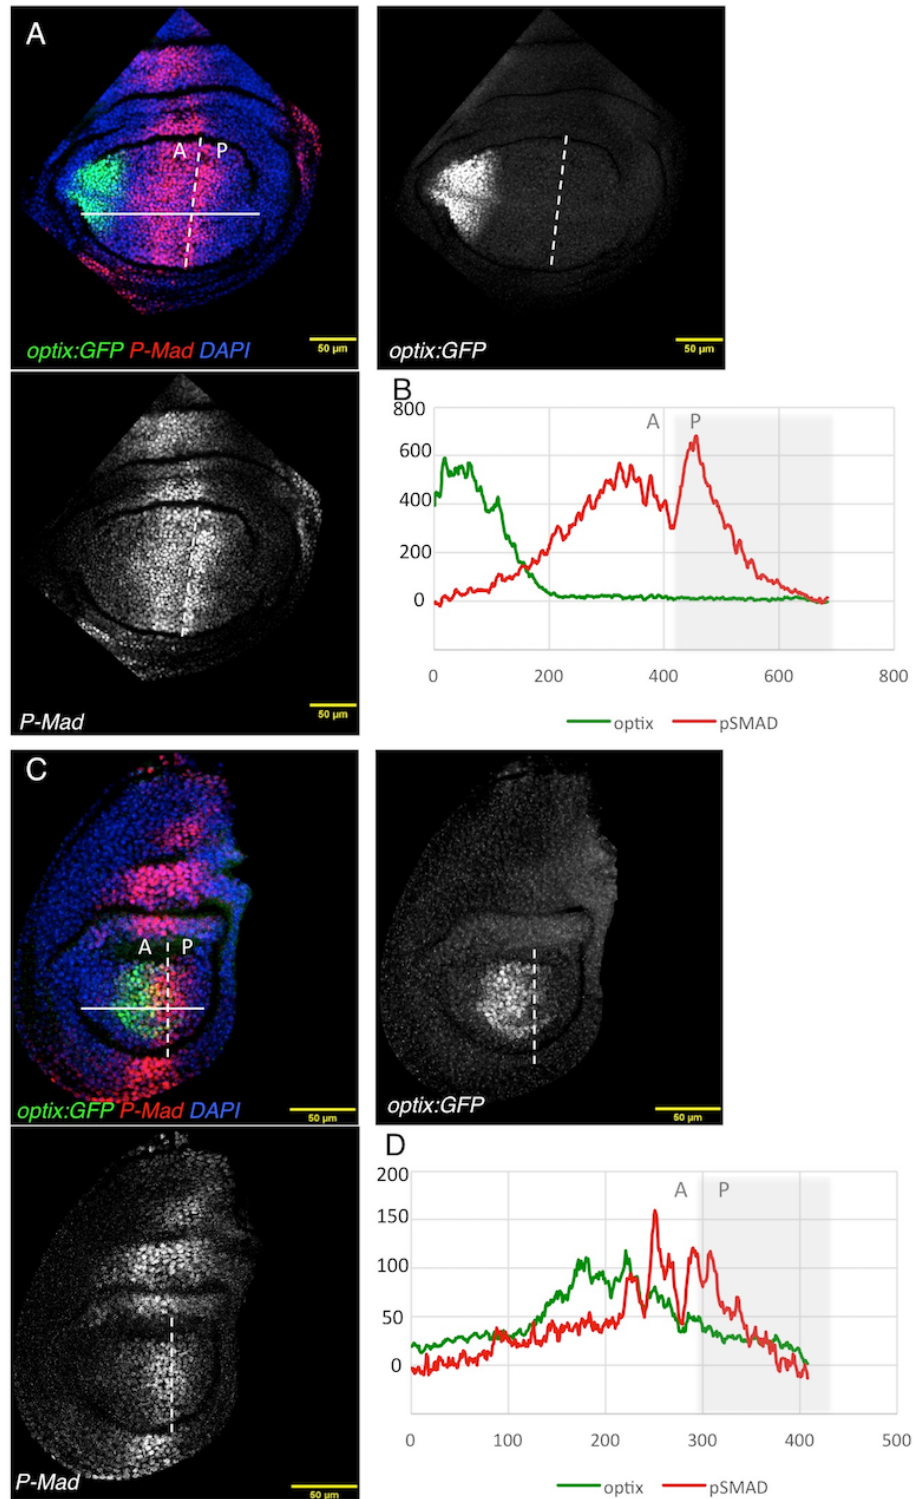 A
A P
optix:GFP P-Mad DAPI
50 µm
optix:GFP
50 µm
P-Mad
50 µm
B
800
600
400
200
0
A P
0 200 400 600 800
optix pSMAD
C
A P
optix:GFP P-Mad DAPI
50 µm
optix:GFP
50 µm
P-Mad
50 µm
D
200
150
100
50
0
A P
0 100 200 300 400 500
optix pSMAD